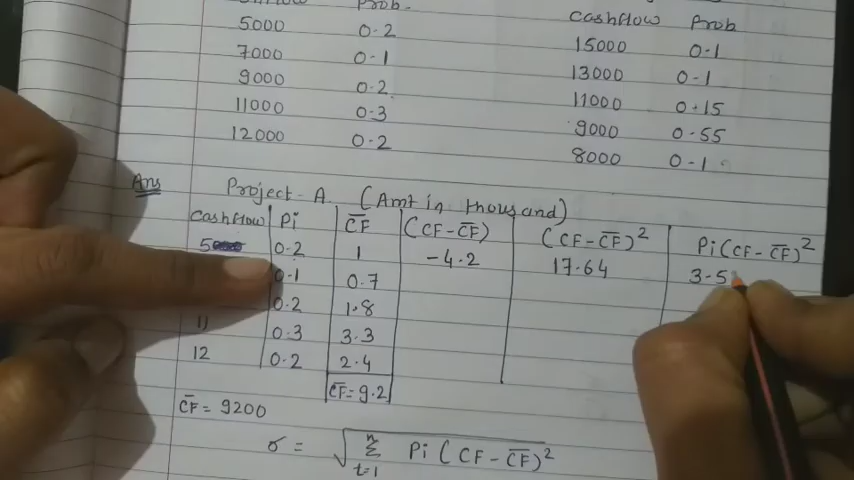 Prob.
5000 0.2
7000 0.1
9000 0.2
11000 0.3
12000 0.2
Cashflow Prob
15000 0.1
13000 0.1
11000 0.15
9000 0.55
8000 0.1
Ans Project A (Amt in thousand)
Cashflow Pi C̅F̅ (CF-C̅F̅) (CF-C̅F̅)² Pi(CF-C̅F̅)²
5 0.2 1 -4.2 17.64 3.5
0.1 0.7
0.2 1.8
11 0.3 3.3
12 0.2 2.4
C̅F̅=9.2
C̅F̅ = 9200
σ = √ n Σ t=1 Pi (CF-C̅F̅)²